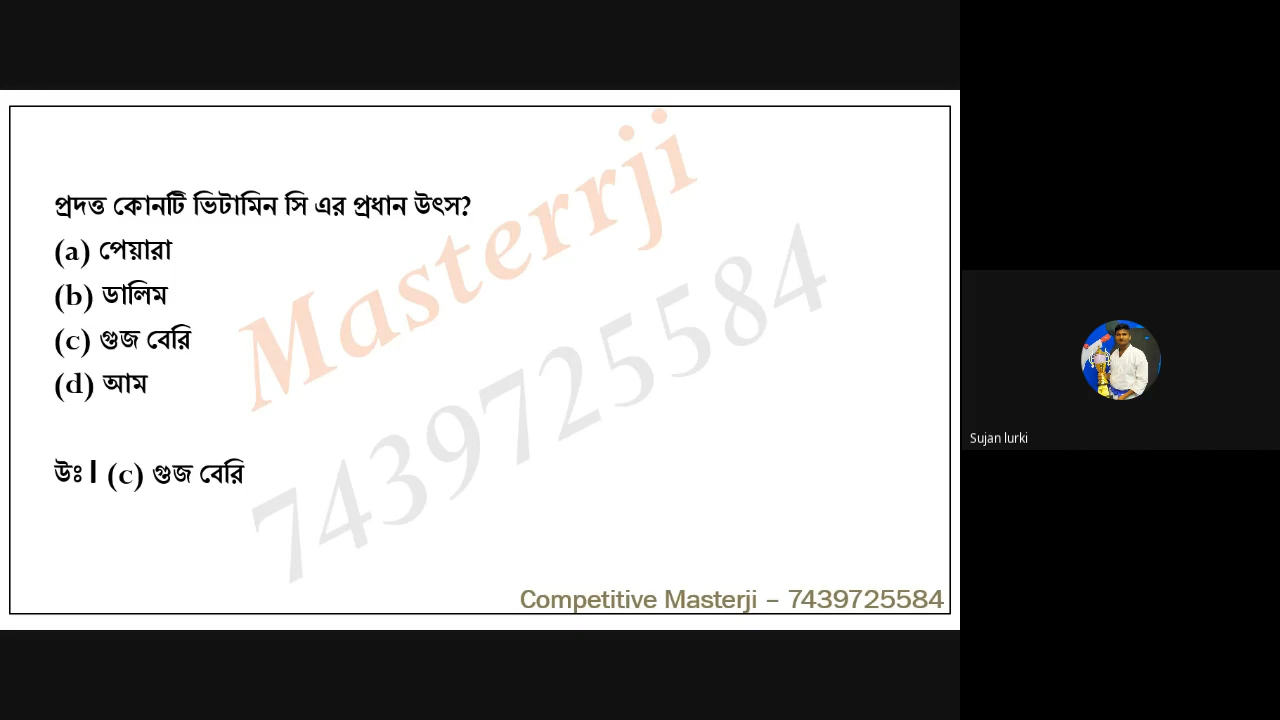 প্রদত্ত কোনটি ভিটামিন সি এর প্রধান উৎস?
(a) পেয়ারা
(b) ডালিম
(c) গুজ বেরি
(d) আম
উঃ। (c) গুজ বেরি
Masterrji
7439725584
Competitive Masterji – 7439725584
Sujan lurki